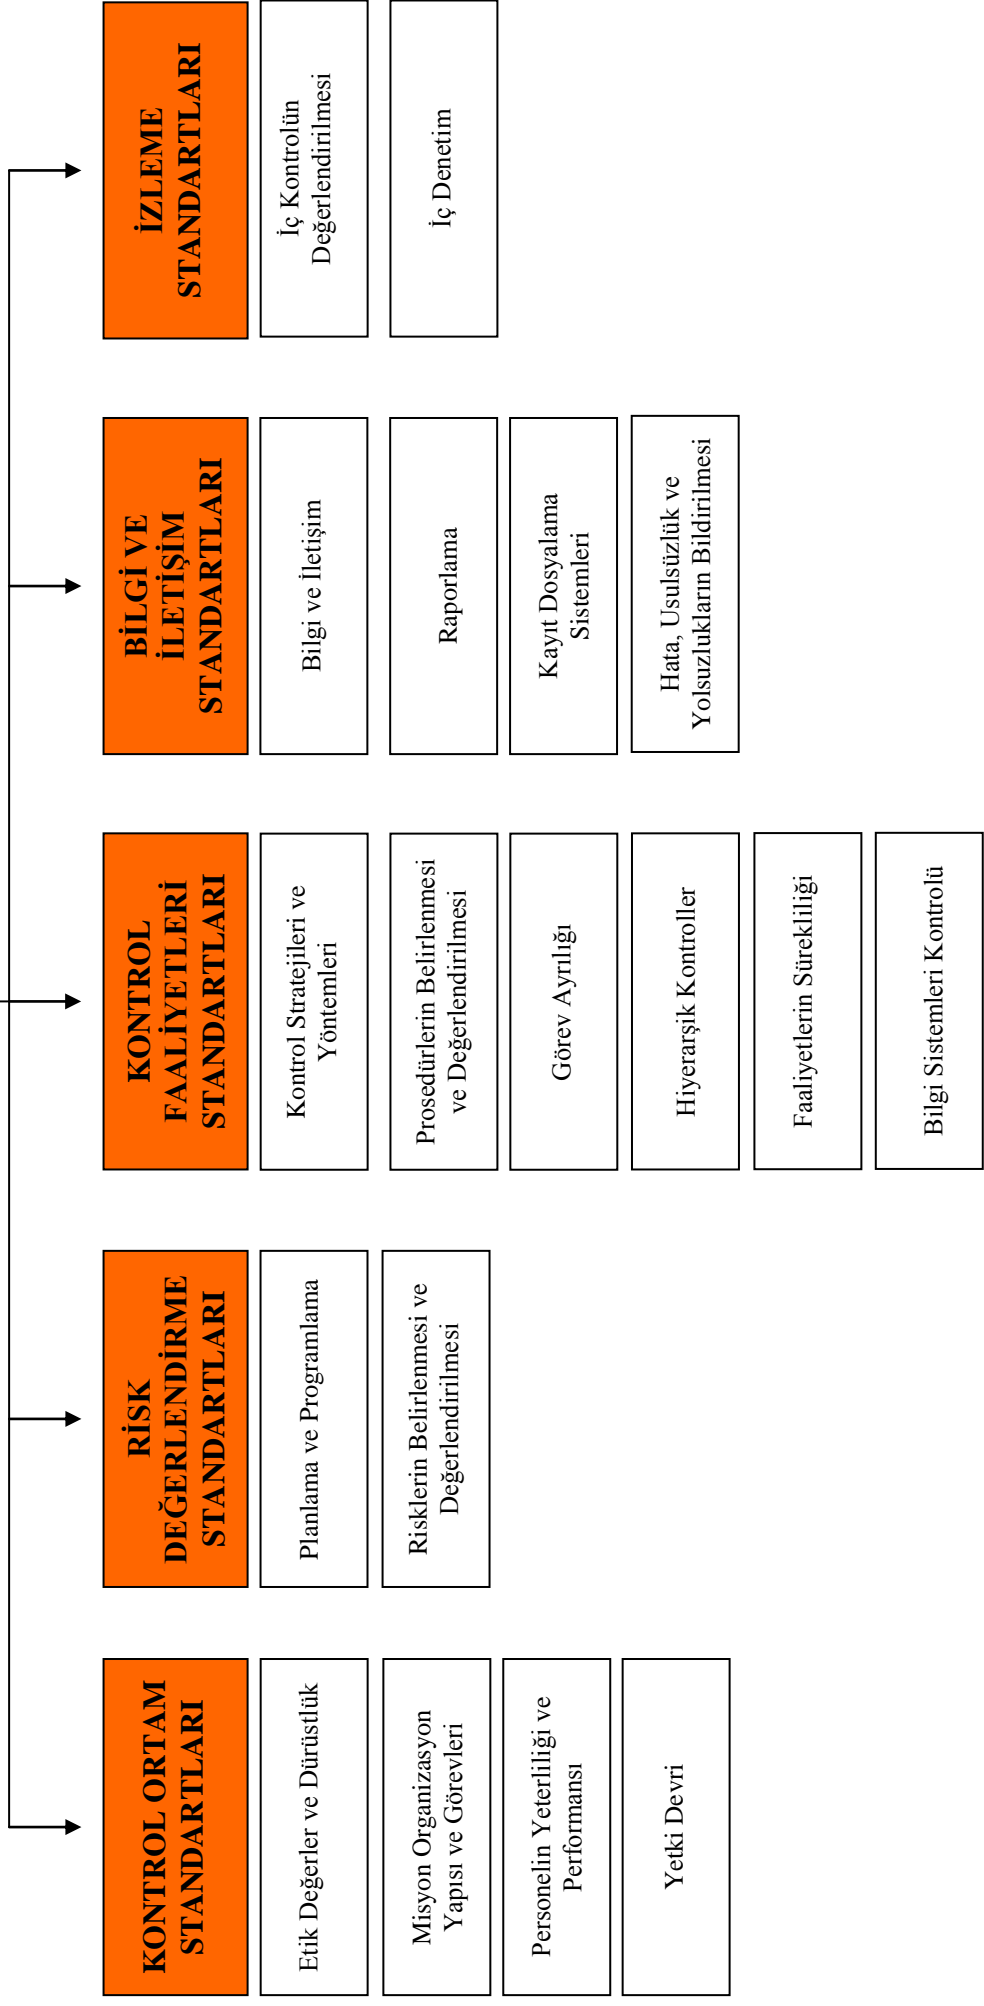 KONTROL ORTAM
STANDARTLARI
Etik Değerler ve Dürüstlük
Misyon Organizasyon
Yapısı ve Görevleri
Personelin Yeterliliği ve
Performansı
Yetki Devri
RİSK
DEĞERLENDİRME
STANDARTLARI
Planlama ve Programlama
Risklerin Belirlenmesi ve
Değerlendirilmesi
KONTROL
FAALİYETLERİ
STANDARTLARI
Kontrol Stratejileri ve
Yöntemleri
Prosedürlerin Belirlenmesi
ve Değerlendirilmesi
Görev Ayrılığı
Hiyerarşik Kontroller
Faaliyetlerin Sürekliliği
Bilgi Sistemleri Kontrolü
BİLGİ VE
İLETİŞİM
STANDARTLARI
Bilgi ve İletişim
Raporlama
Kayıt Dosyalama
Sistemleri
Hata, Usulsüzlük ve
Yolsuzlukların Bildirilmesi
İZLEME
STANDARTLARI
İç Kontrolün
Değerlendirilmesi
İç Denetim